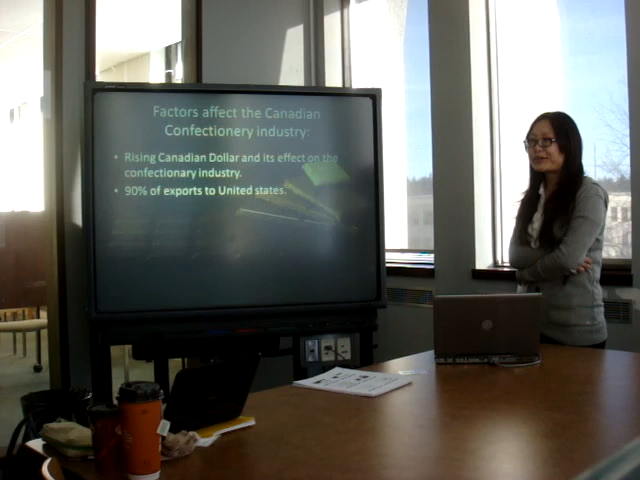 Factors affect the Canadian
Confectionery industry:
• Rising Canadian Dollar and its effect on the
confectionary industry.
• 90% of exports to United states.